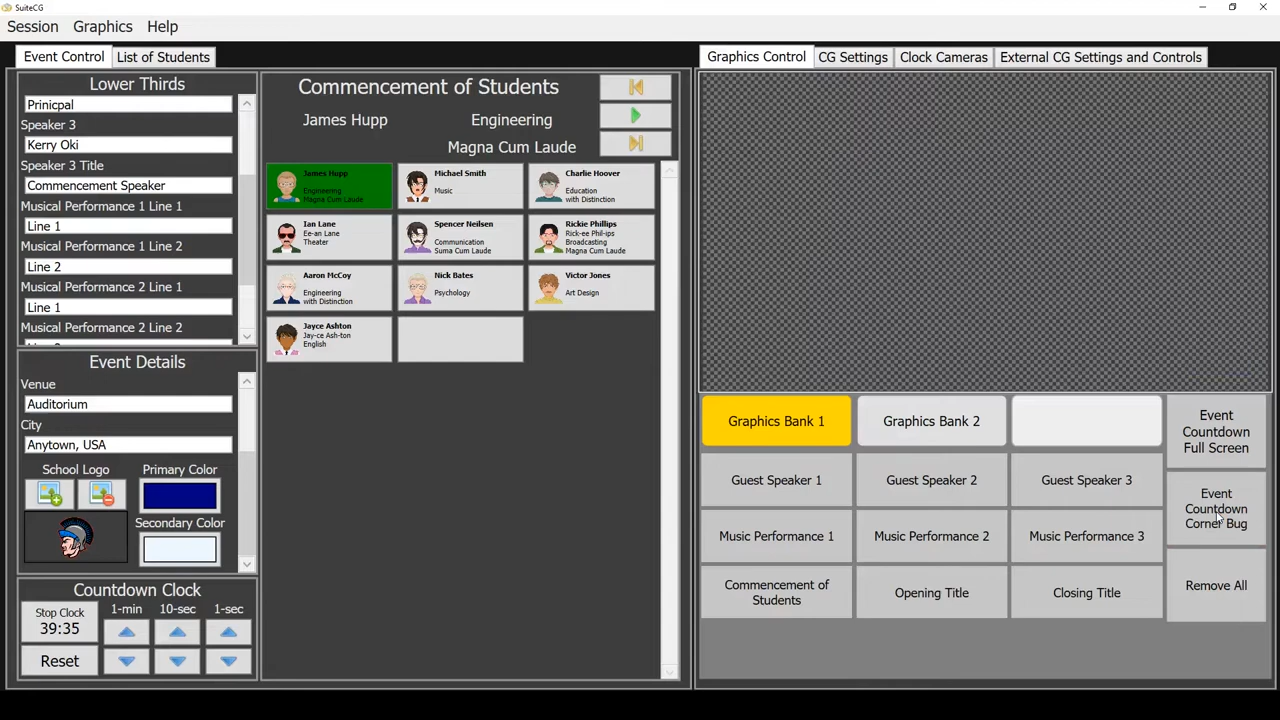 SuiteCG
Session Graphics Help
Event Control List of Students
Graphics Control CG Settings Clock Cameras External CG Settings and Controls
Lower Thirds
Prinicpal
Speaker 3
Kerry Oki
Speaker 3 Title
Commencement Speaker
Musical Performance 1 Line 1
Line 1
Musical Performance 1 Line 2
Line 2
Musical Performance 2 Line 1
Line 1
Musical Performance 2 Line 2
Event Details
Venue
Auditorium
City
Anytown, USA
School Logo
Primary Color
Secondary Color
Countdown Clock
Stop Clock
39:35
1-min 10-sec 1-sec
Reset
Commencement of Students
James Hupp Engineering
Magna Cum Laude
James Hupp
Engineering
Magna Cum Laude
Michael Smith
Music
Charlie Hoover
Education
with Distinction
Ian Lane
Ee-an Lane
Theater
Spencer Neilsen
Communication
Suma Cum Laude
Rickie Phillips
Rick-ee Phil-ips
Broadcasting
Magna Cum Laude
Aaron McCoy
Engineering
with Distinction
Nick Bates
Psychology
Victor Jones
Art Design
Jayce Ashton
Jay-ce Ash-ton
English
Graphics Bank 1 Graphics Bank 2
Guest Speaker 1 Guest Speaker 2 Guest Speaker 3
Music Performance 1 Music Performance 2 Music Performance 3
Commencement of
Students
Opening Title Closing Title
Event
Countdown
Full Screen
Event
Countdown
Corner Bug
Remove All